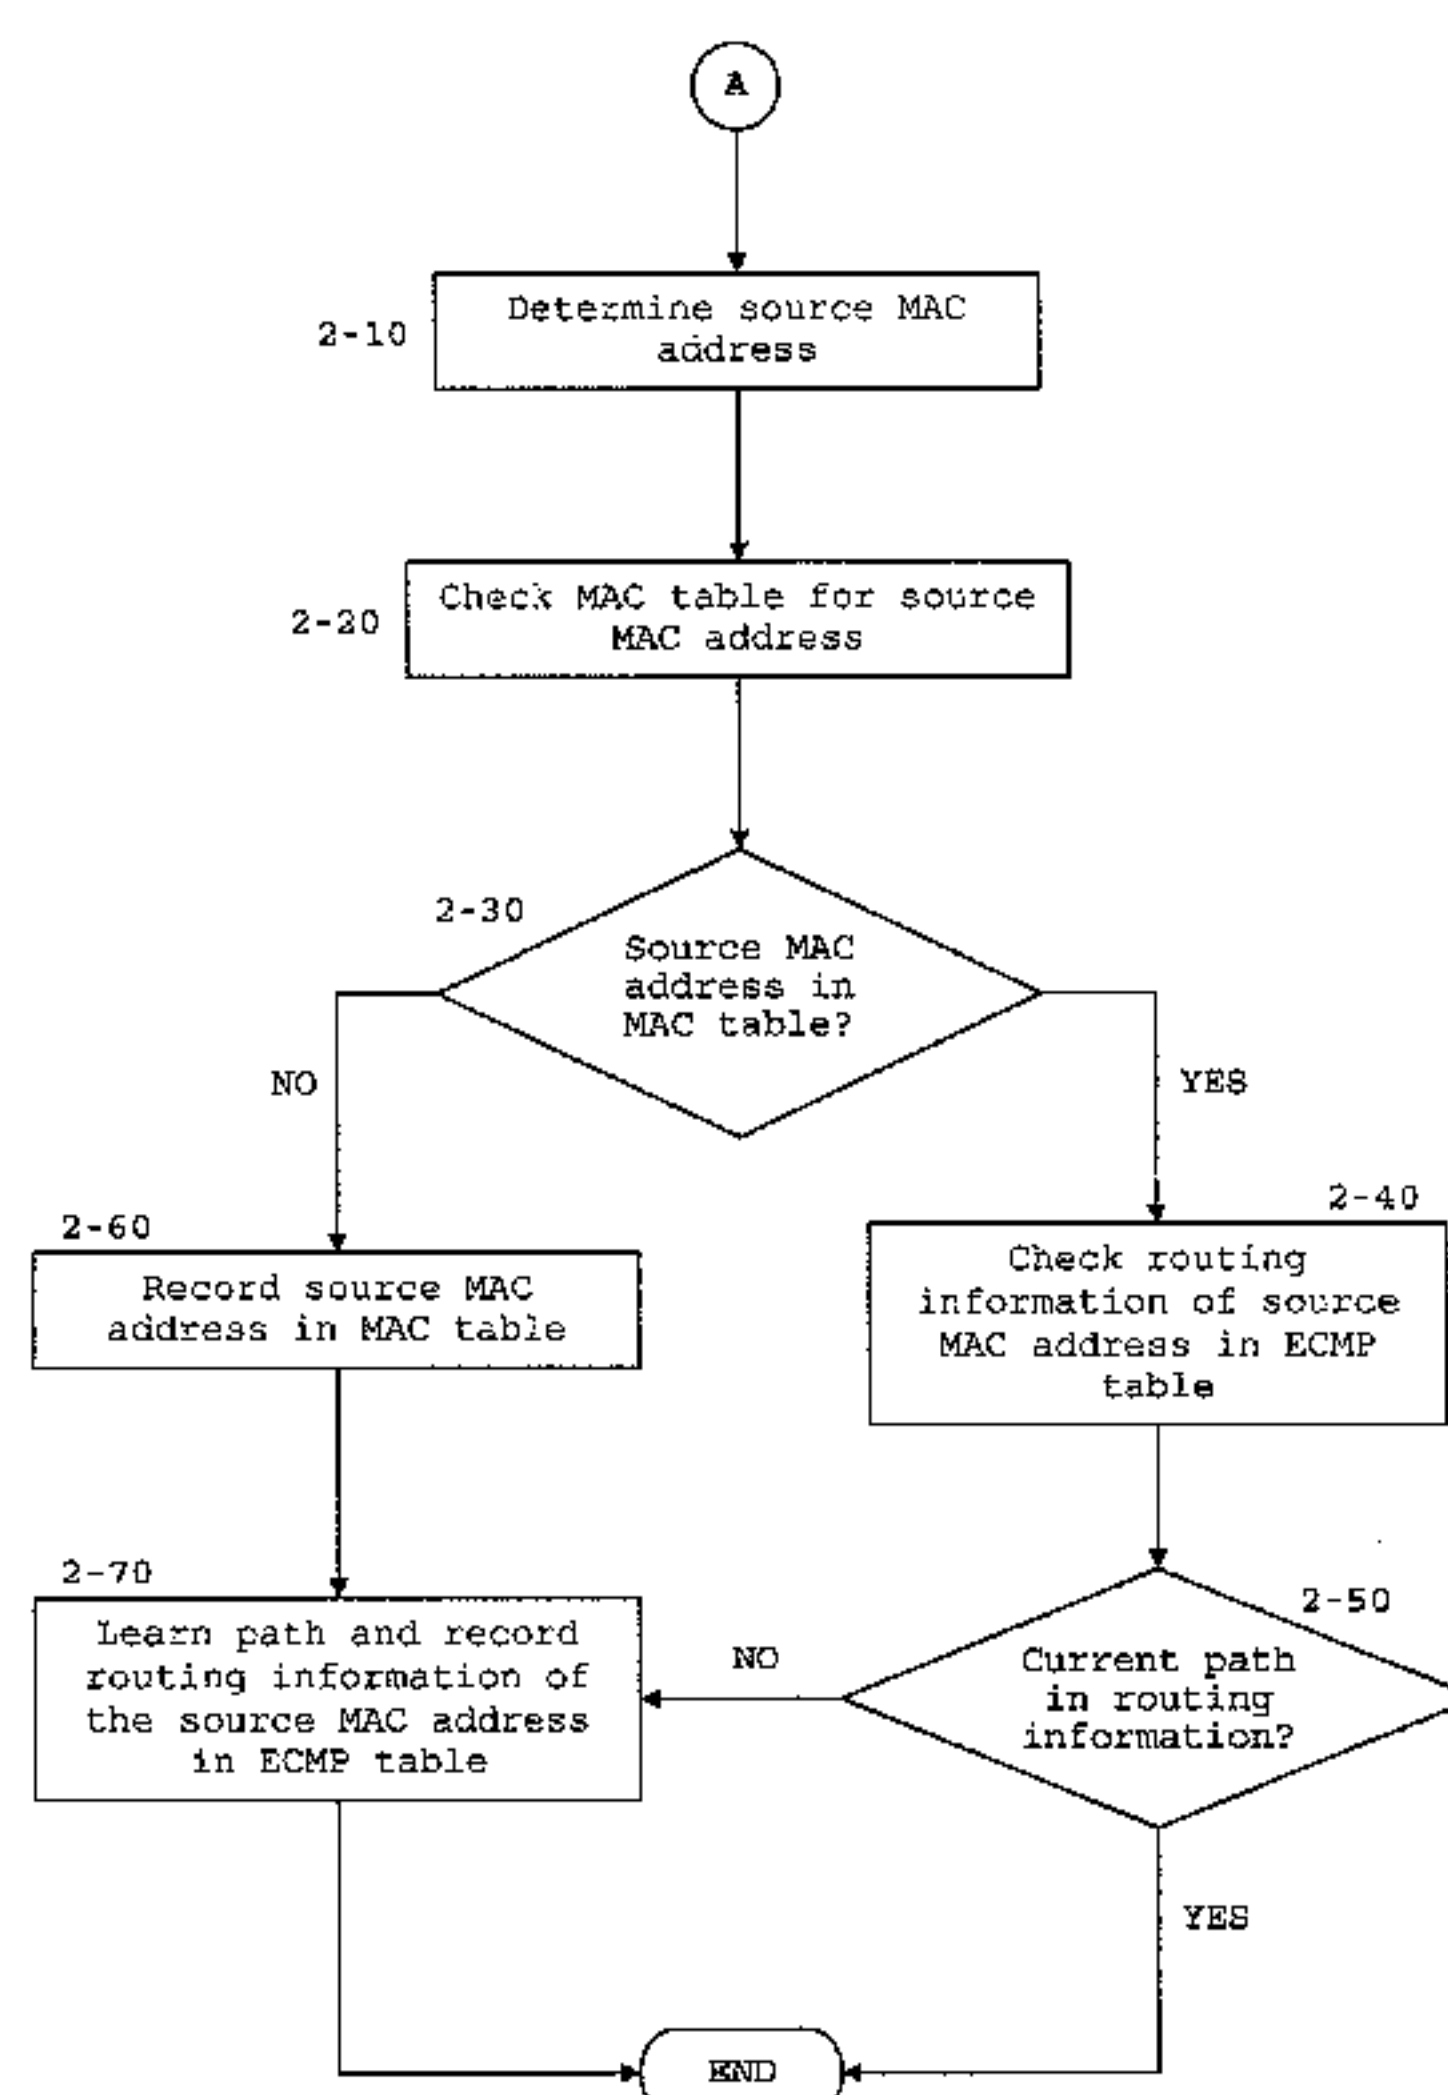 A
2-10
Determine source MAC
address
2-20
Check MAC table for source
MAC address
2-30
Source MAC
address in
MAC table?
NO
YES
2-60
Record source MAC
address in MAC table
2-40
Check routing
information of source
MAC address in ECMP
table
2-70
Learn path and record
routing information of
the source MAC address
in ECMP table
NO
2-50
Current path
in routing
information?
YES
END